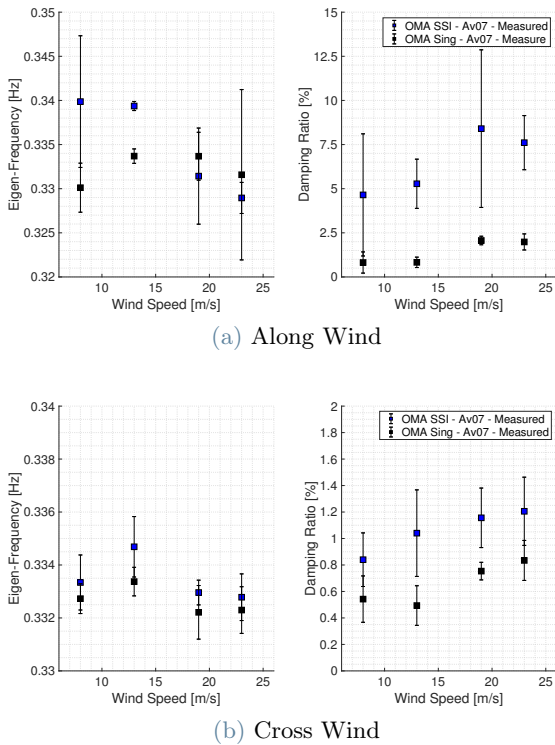 0.35
0.345
0.34
0.335
0.33
0.325
0.32
Eigen-Frequency [Hz]
10 15 20 25
Wind Speed [m/s]
OMA SSI - Av07 - Measured
OMA Sing - Av07 - Measure
15
12.5
10
7.5
5
2.5
0
Damping Ratio [%]
10 15 20 25
Wind Speed [m/s]
(a) Along Wind
0.34
0.338
0.336
0.334
0.332
0.33
Eigen-Frequency [Hz]
10 15 20 25
Wind Speed [m/s]
OMA SSI - Av07 - Measured
OMA Sing - Av07 - Measured
2
1.8
1.6
1.4
1.2
1
0.8
0.6
0.4
0.2
0
Damping Ratio [%]
10 15 20 25
Wind Speed [m/s]
(b) Cross Wind